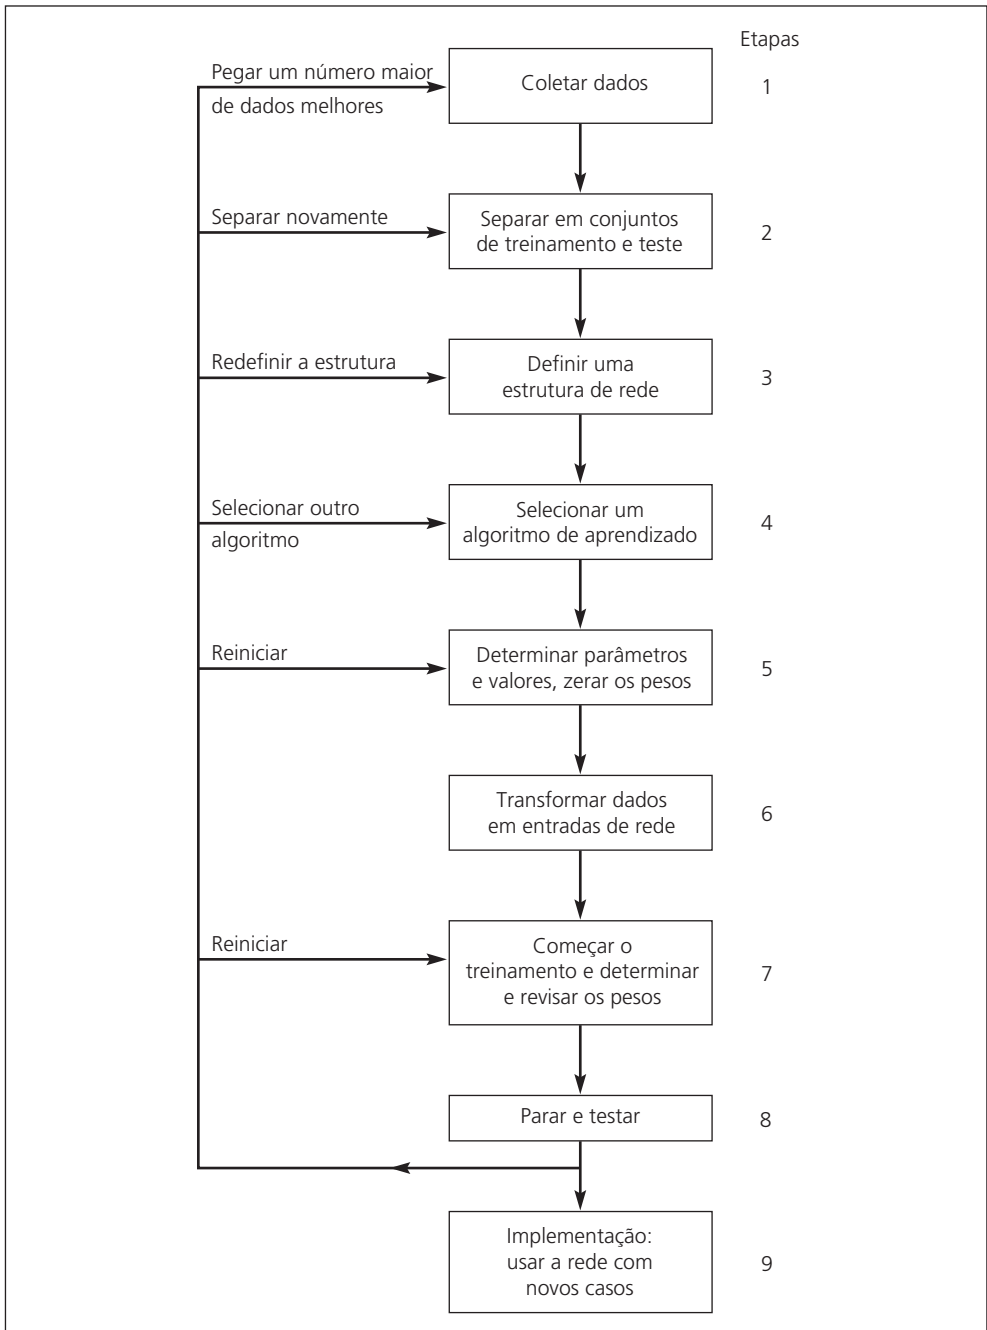 Etapas
Pegar um número maior
de dados melhores
Coletar dados
1
Separar novamente
Separar em conjuntos
de treinamento e teste
2
Redefinir a estrutura
Definir uma
estrutura de rede
3
Selecionar outro
algoritmo
Selecionar um
algoritmo de aprendizado
4
Reiniciar
Determinar parâmetros
e valores, zerar os pesos
5
Transformar dados
em entradas de rede
6
Reiniciar
Começar o
treinamento e determinar
e revisar os pesos
7
Parar e testar
8
Implementação:
usar a rede com
novos casos
9